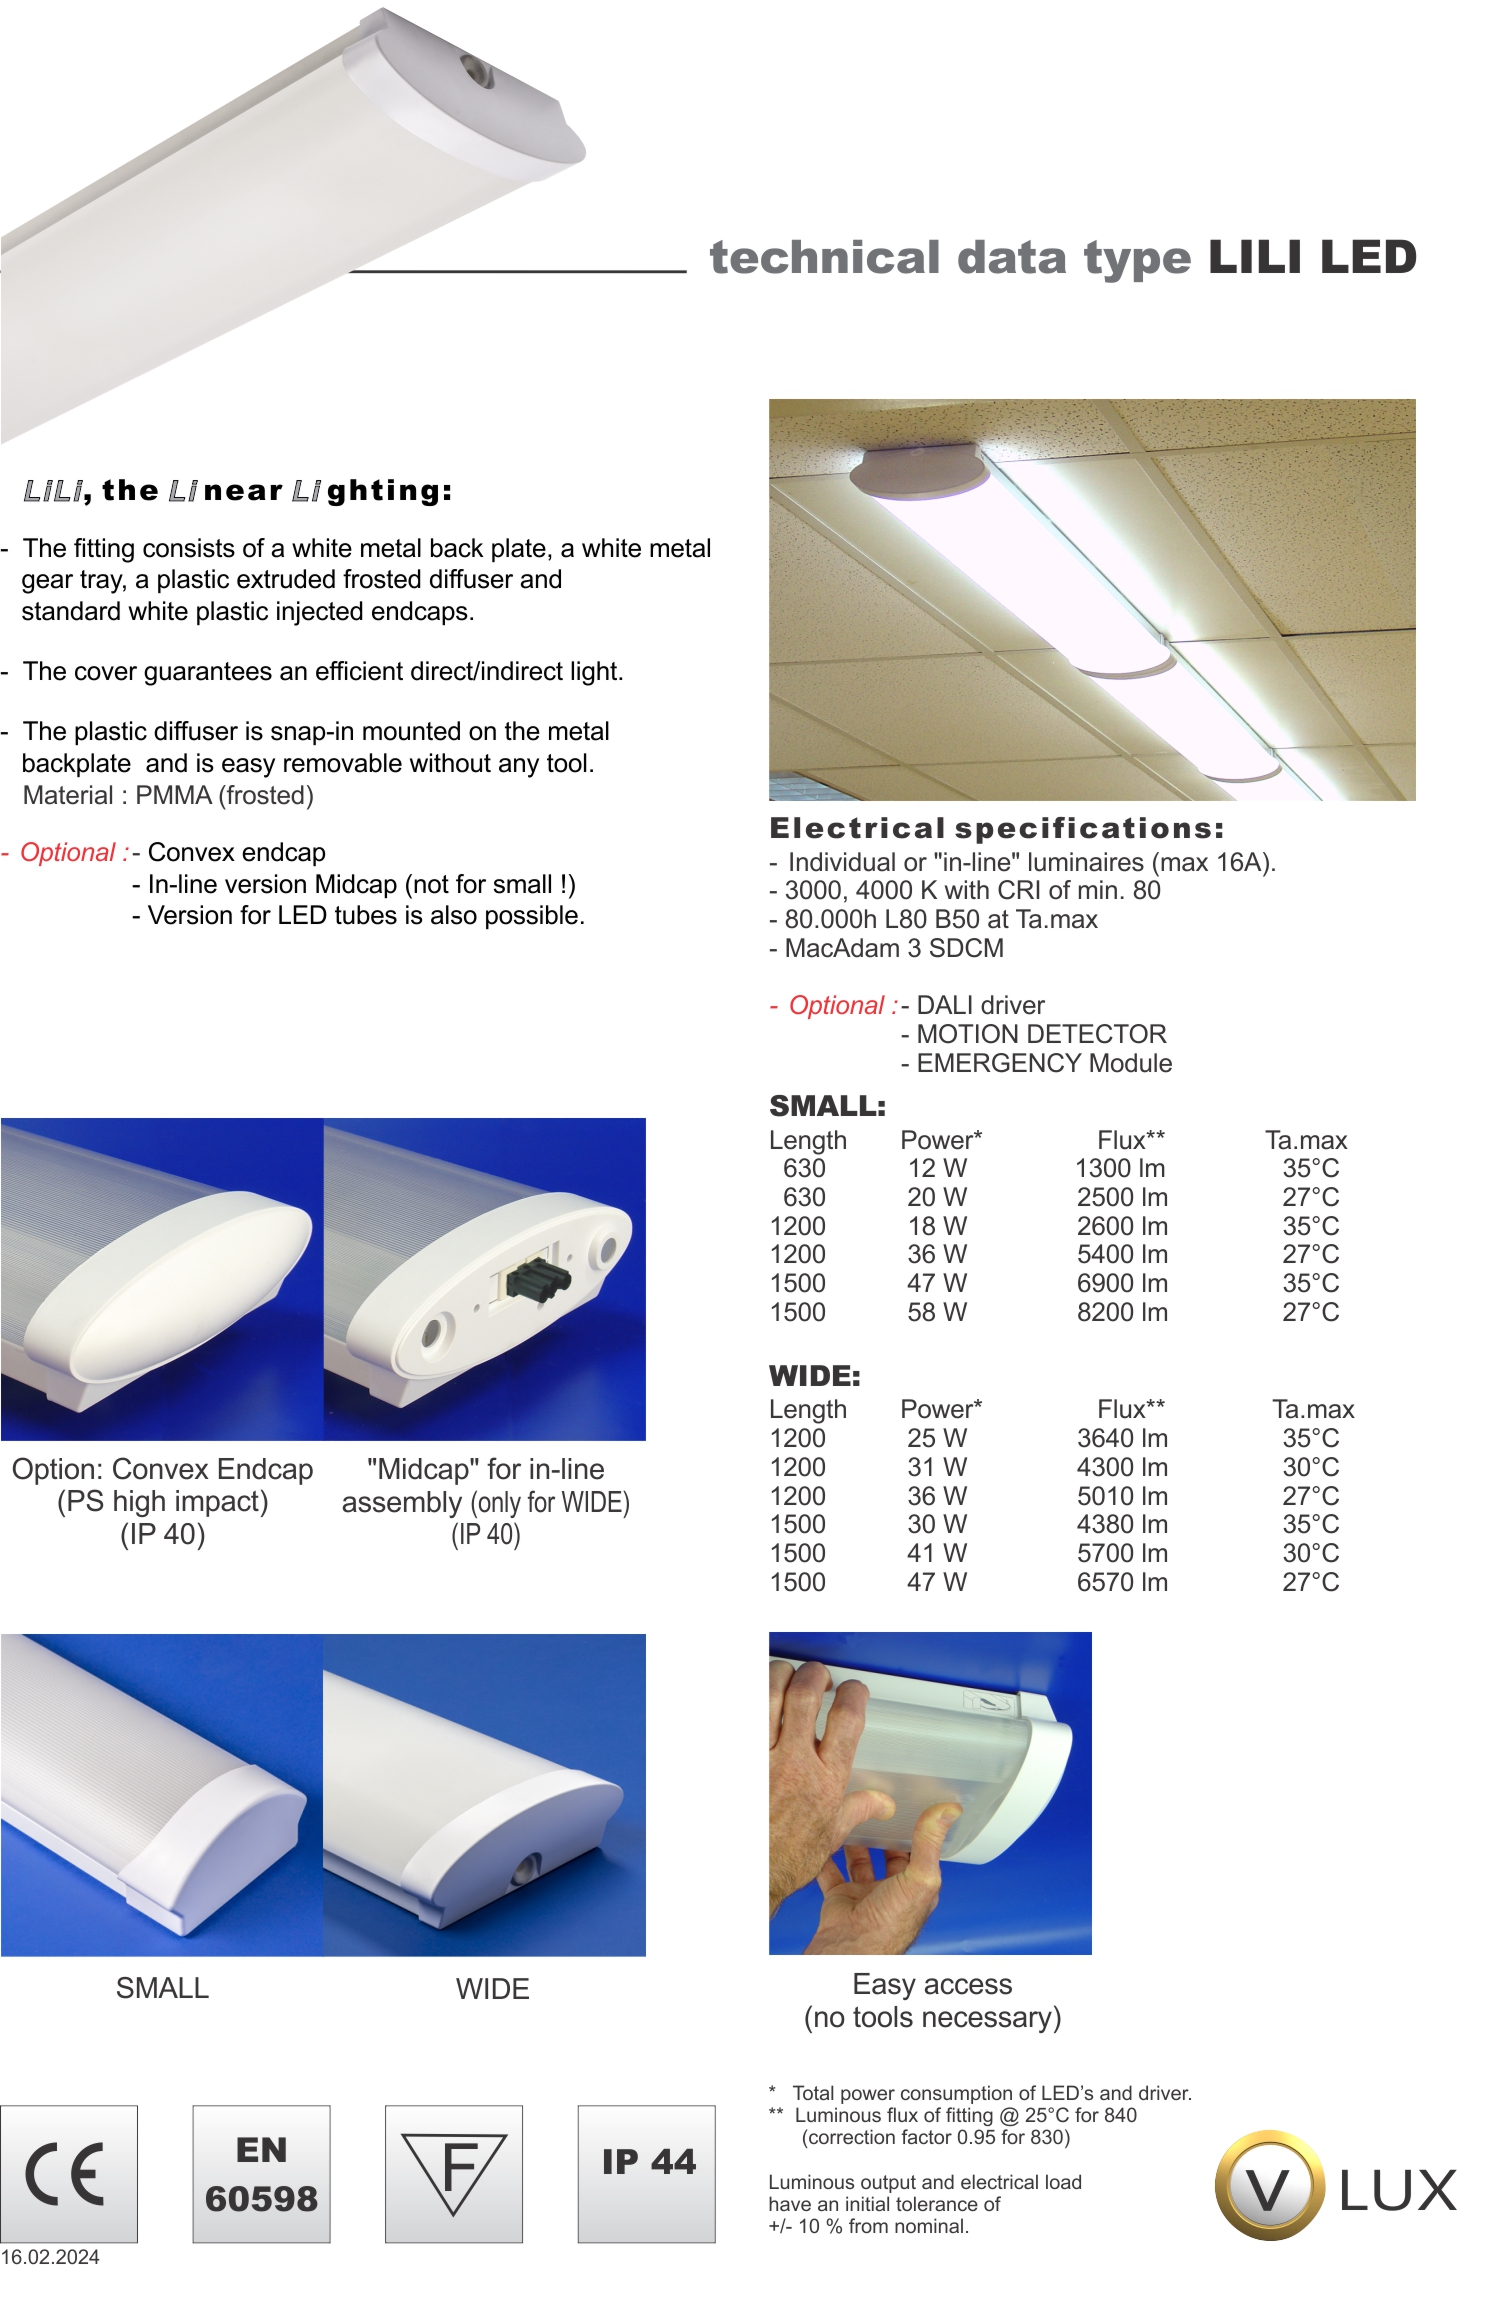 technical data type LILI LED
LiLi, the Linear Lighting:
- The fitting consists of a white metal back plate, a white metal
gear tray, a plastic extruded frosted diffuser and
standard white plastic injected endcaps.
- The cover guarantees an efficient direct/indirect light.
- The plastic diffuser is snap-in mounted on the metal
backplate and is easy removable without any tool.
Material : PMMA (frosted)
- Optional : - Convex endcap
- In-line version Midcap (not for small !)
- Version for LED tubes is also possible.
Option: Convex Endcap
(PS high impact)
(IP 40)
"Midcap" for in-line
assembly (only for WIDE)
(IP 40)
SMALL
WIDE
Electrical specifications:
- Individual or "in-line" luminaires (max 16A).
- 3000, 4000 K with CRI of min. 80
- 80.000h L80 B50 at Ta.max
- MacAdam 3 SDCM
- Optional : - DALI driver
- MOTION DETECTOR
- EMERGENCY Module
SMALL:
Length Power* Flux** Ta.max
630 12 W 1300 lm 35°C
630 20 W 2500 lm 27°C
1200 18 W 2600 lm 35°C
1200 36 W 5400 lm 27°C
1500 47 W 6900 lm 35°C
1500 58 W 8200 lm 27°C
WIDE:
Length Power* Flux** Ta.max
1200 25 W 3640 lm 35°C
1200 31 W 4300 lm 30°C
1200 36 W 5010 lm 27°C
1500 30 W 4380 lm 35°C
1500 41 W 5700 lm 30°C
1500 47 W 6570 lm 27°C
Easy access
(no tools necessary)
* Total power consumption of LED’s and driver.
** Luminous flux of fitting @ 25°C for 840
(correction factor 0.95 for 830)
Luminous output and electrical load
have an initial tolerance of
+/- 10 % from nominal.
CE
EN
60598
F
IP 44
V LUX
16.02.2024